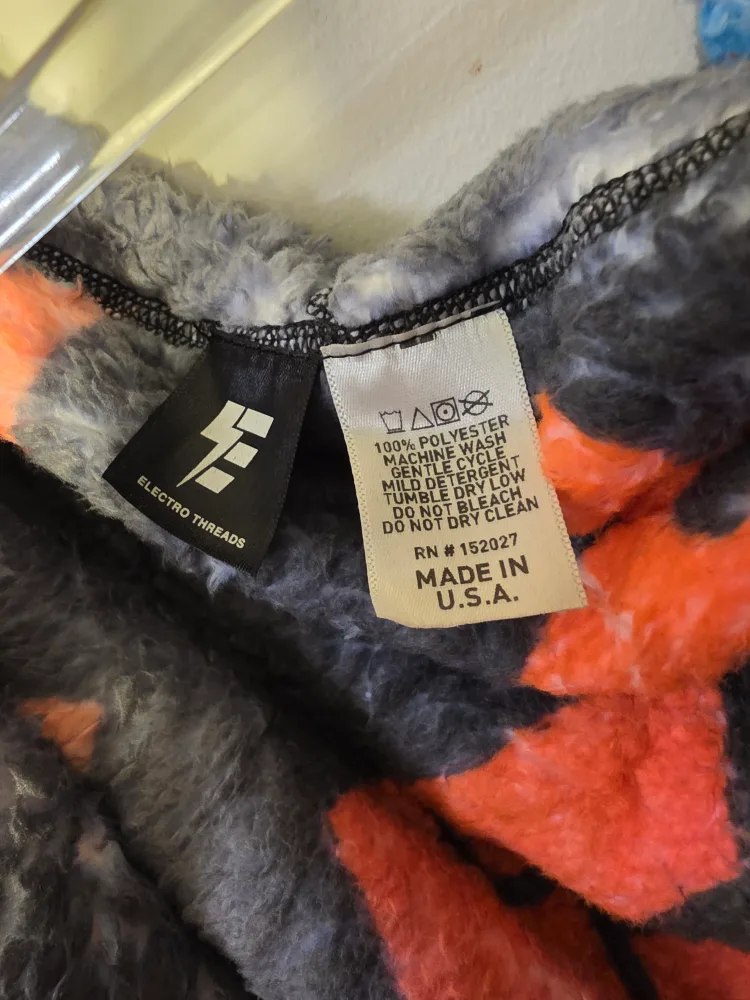 ELECTRO THREADS
100% POLYESTER
MACHINE WASH
GENTLE CYCLE
MILD DETERGENT
TUMBLE DRY LOW
DO NOT BLEACH
DO NOT DRY CLEAN
RN # 152027
MADE IN
U.S.A.